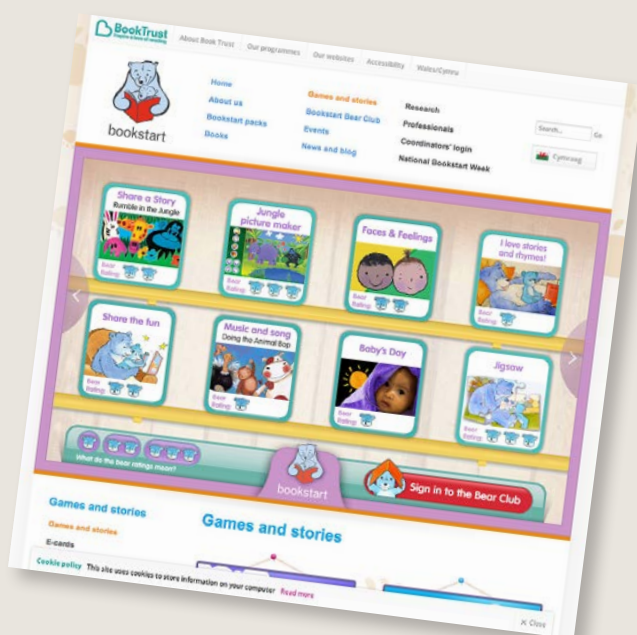 BookTrust
About Book Trust
Our programmes
Our websites
Accessibility
Wales/Cymru
bookstart
Home
About us
Bookstart packs
Books
Games and stories
Bookstart Bear Club
Events
News and blog
Research
Professionals
Coordinators' login
National Bookstart Week
Search...
Go
Cymraeg
Share a Story
Rumble in the Jungle
Bear
Rating:
Jungle
picture maker
Bear
Rating:
Faces & Feelings
Bear
Rating:
I love stories
and rhymes!
Bear
Rating:
Share the fun
Bear
Rating:
Music and song
Doing the Animal Bop
Bear
Rating:
Baby's Day
Bear
Rating:
Jigsaw
Bear
Rating:
What do the bear ratings mean?
bookstart
Sign in to the Bear Club
Games and stories
Games and stories
E-cards
Games and stories
Cookie policy This site uses cookies to store information on your computer Read more
X Close